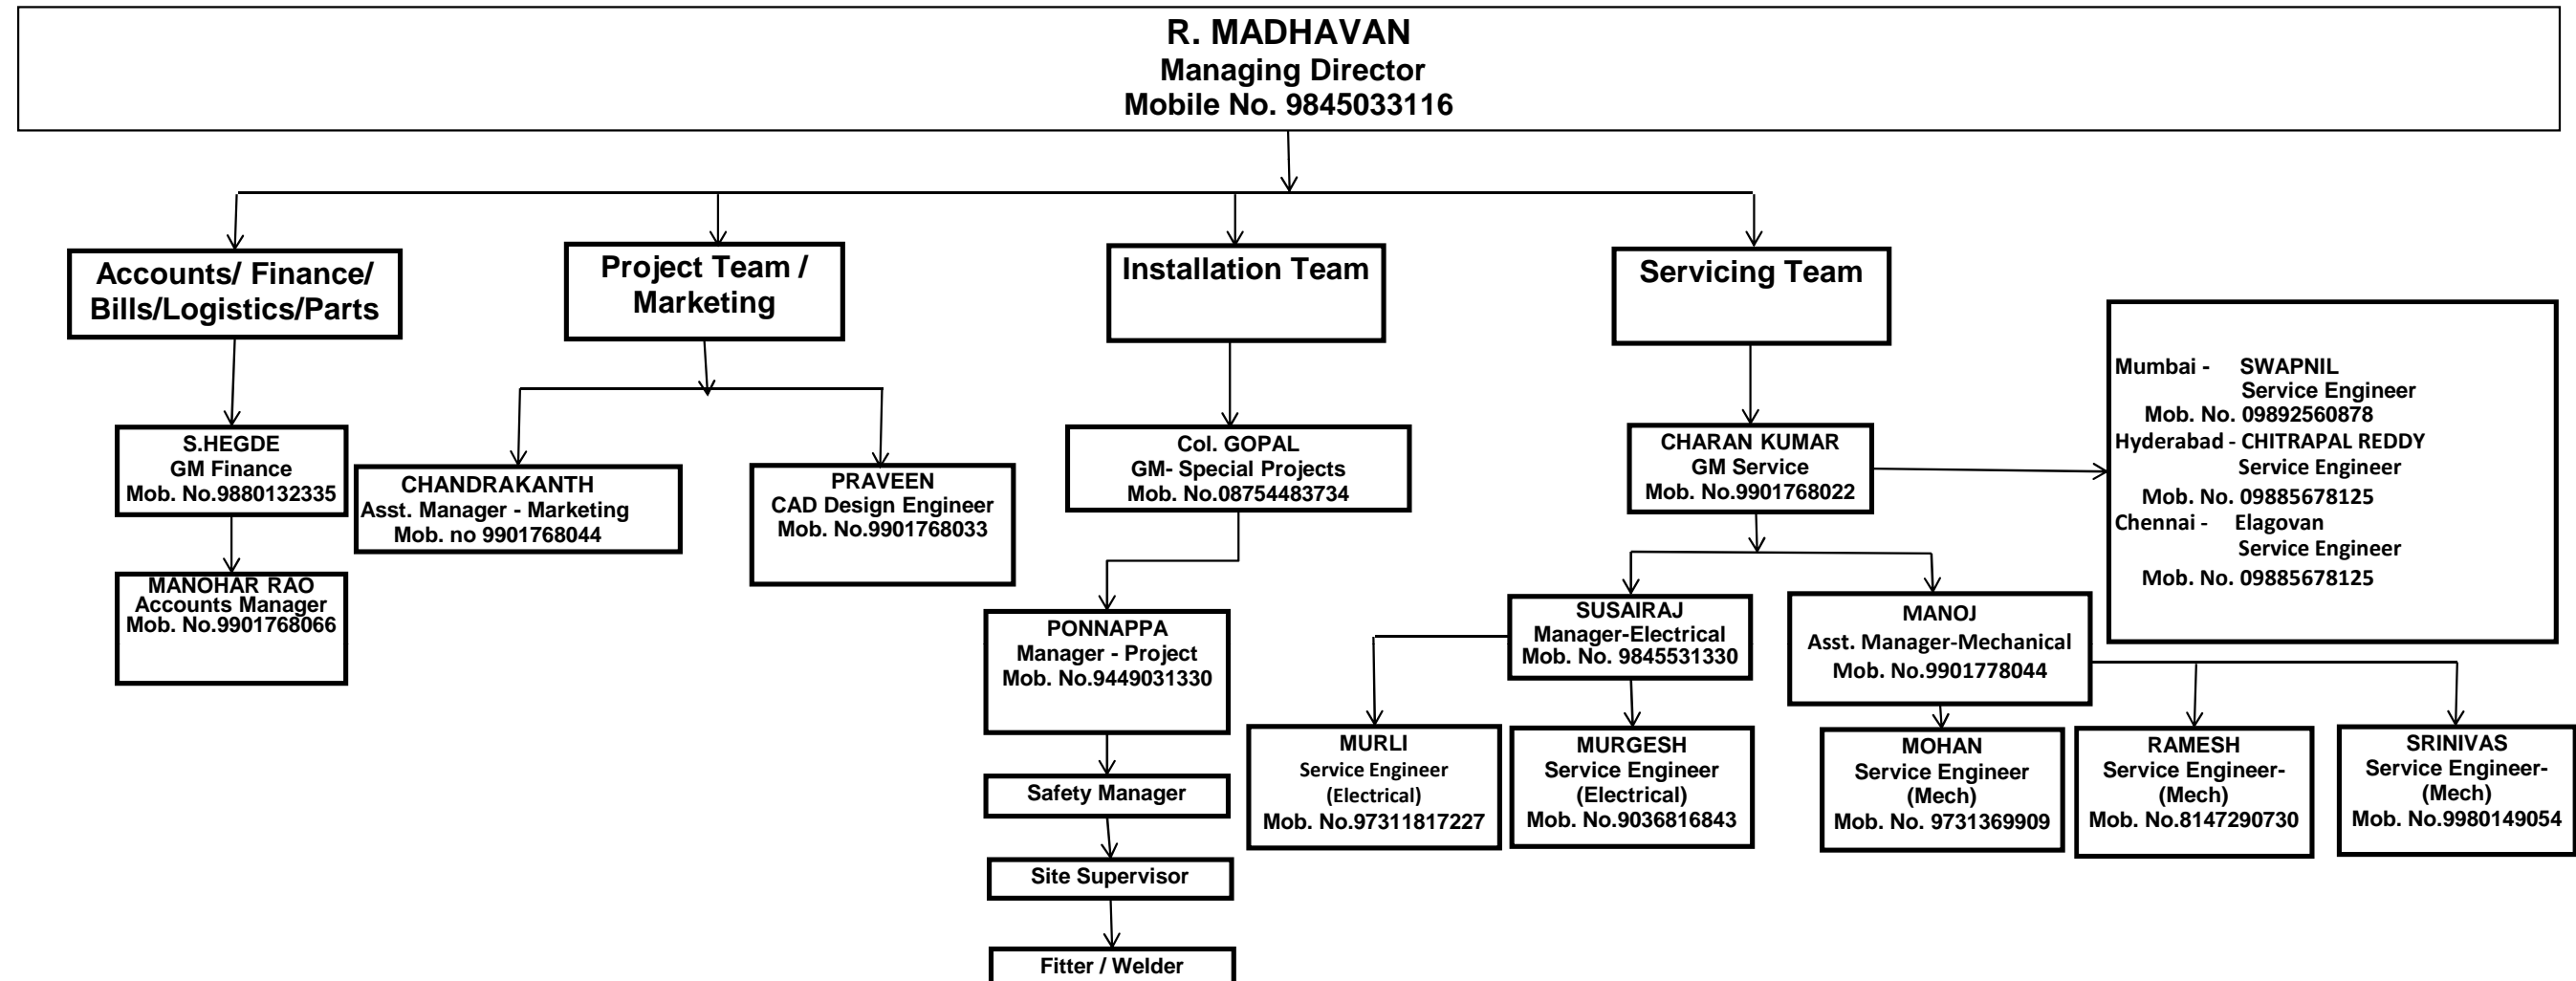 R. MADHAVAN
Managing Director
Mobile No. 9845033116
Accounts/ Finance/
Bills/Logistics/Parts
Project Team /
Marketing
Installation Team
Servicing Team
S.HEGDE
GM Finance
Mob. No.9880132335
MANOHAR RAO
Accounts Manager
Mob. No.9901768066
CHANDRAKANTH
Asst. Manager - Marketing
Mob. no 9901768044
PRAVEEN
CAD Design Engineer
Mob. No.9901768033
Col. GOPAL
GM- Special Projects
Mob. No.08754483734
PONNAPPA
Manager - Project
Mob. No.9449031330
Safety Manager
Site Supervisor
Fitter / Welder
CHARAN KUMAR
GM Service
Mob. No.9901768022
Mumbai - SWAPNIL
Service Engineer
Mob. No. 09892560878
Hyderabad - CHITRAPAL REDDY
Service Engineer
Mob. No. 09885678125
Chennai - Elagovan
Service Engineer
Mob. No. 09885678125
SUSAIRAJ
Manager-Electrical
Mob. No. 9845531330
MANOJ
Asst. Manager-Mechanical
Mob. No.9901778044
MURLI
Service Engineer
(Electrical)
Mob. No.97311817227
MURGESH
Service Engineer
(Electrical)
Mob. No.9036816843
MOHAN
Service Engineer
(Mech)
Mob. No. 9731369909
RAMESH
Service Engineer-
(Mech)
Mob. No.8147290730
SRINIVAS
Service Engineer-
(Mech)
Mob. No.9980149054